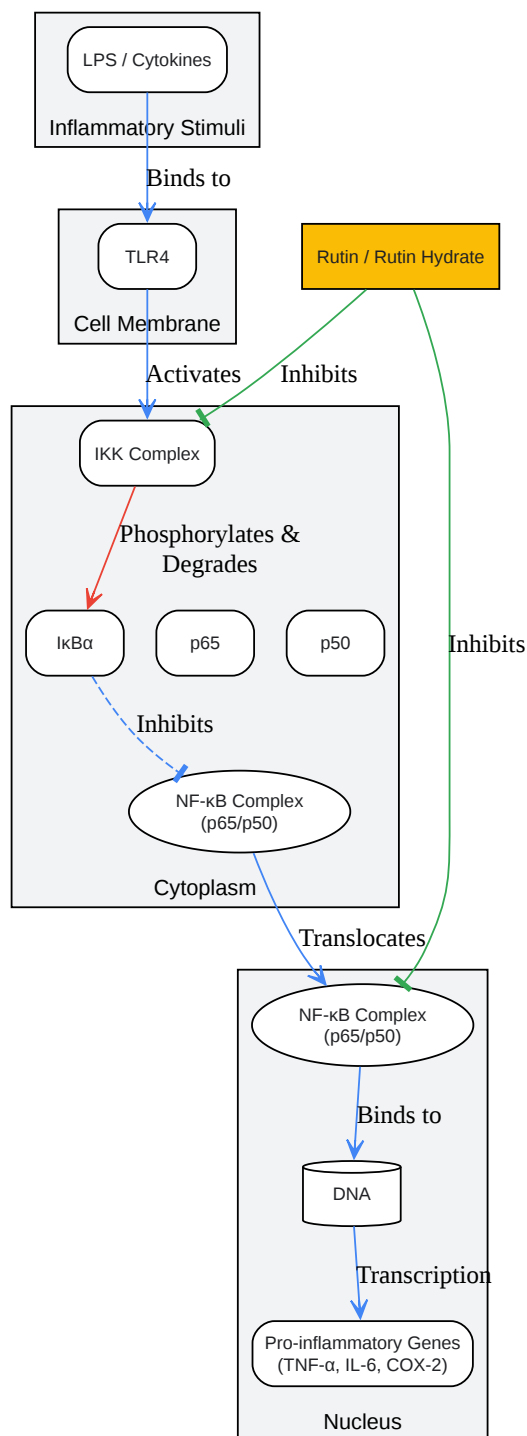 LPS / Cytokines
Inflammatory Stimuli
Binds to
TLR4
Rutin / Rutin Hydrate
Cell Membrane
Activates
Inhibits
IKK Complex
Phosphorylates &
Degrades
IκBα
p65
p50
Inhibits
Inhibits
NF-κB Complex
(p65/p50)
Cytoplasm
Translocates
NF-κB Complex
(p65/p50)
Binds to
DNA
Transcription
Pro-inflammatory Genes
(TNF-α, IL-6, COX-2)
Nucleus